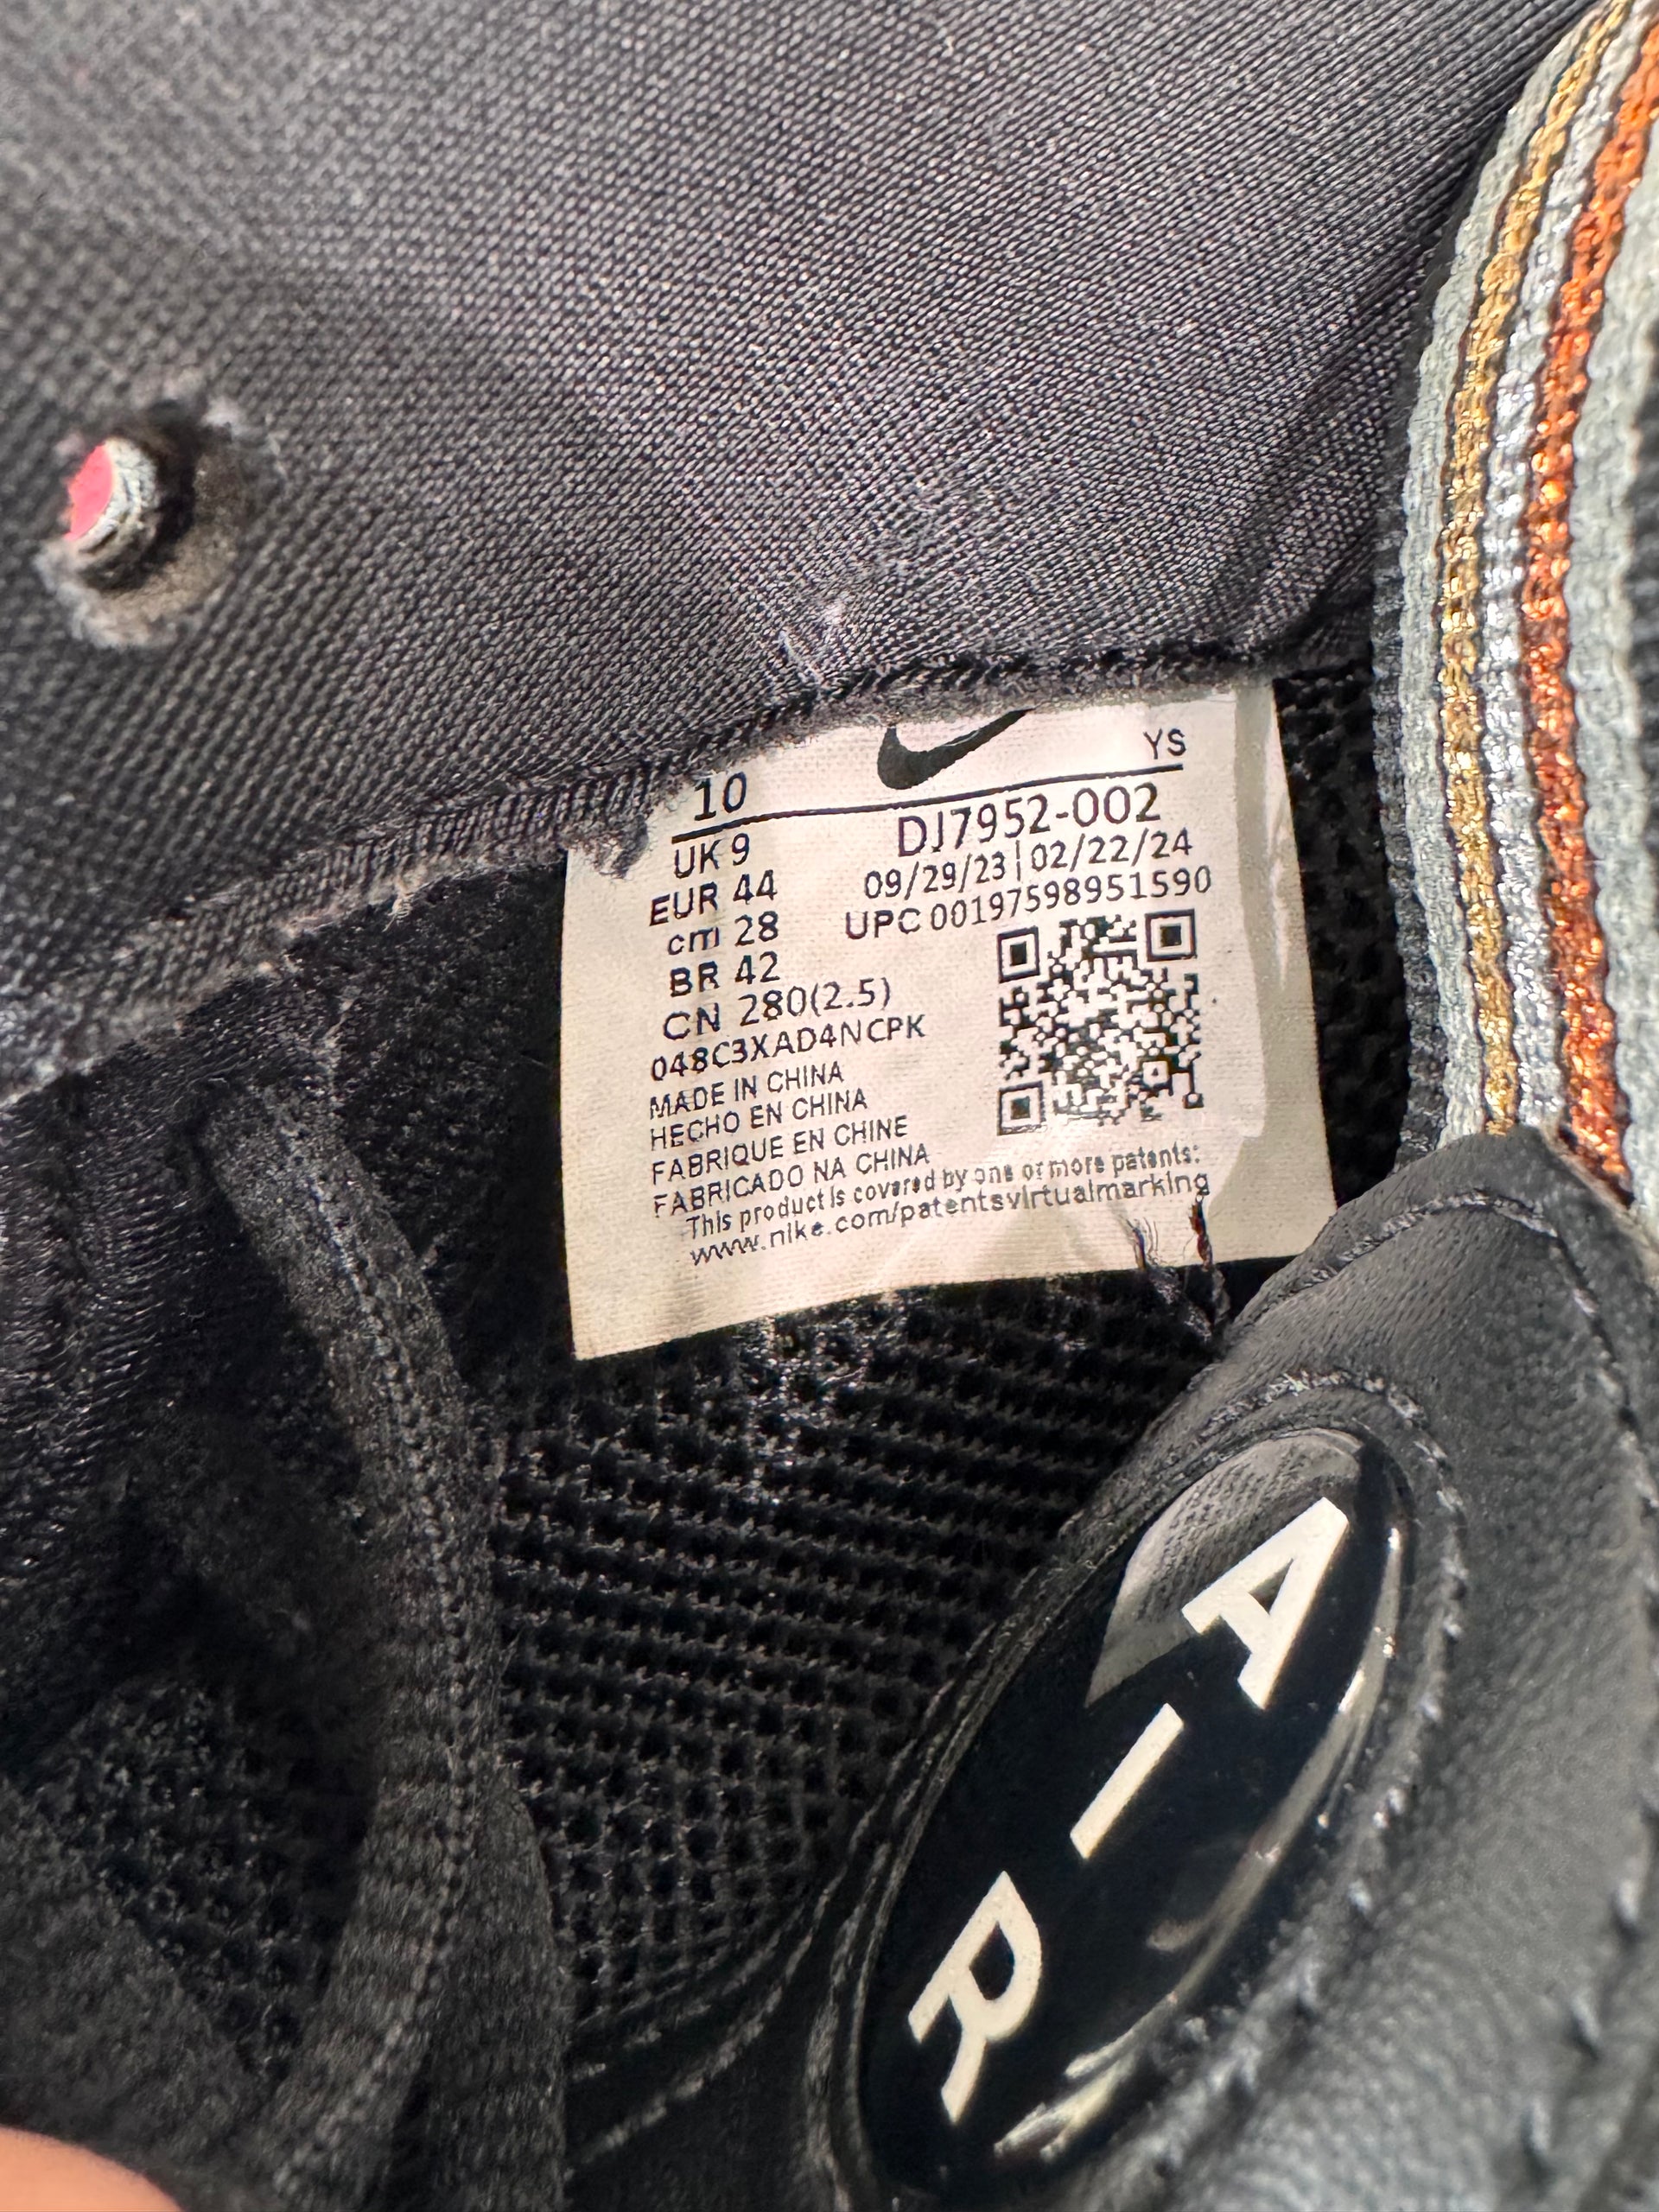 10 YS
UK 9 DJ7952-002
EUR 44 09/29/23|02/22/24
cm 28 UPC 00197598951590
BR 42
CN 280(2.5)
048C3XAD4NCPK
MADE IN CHINA
HECHO EN CHINA
FABRIQUE EN CHINE
FABRICADO NA CHINA
This product is covered by one or more patents:
www.nike.com/patentsvirtualmarking
AIR